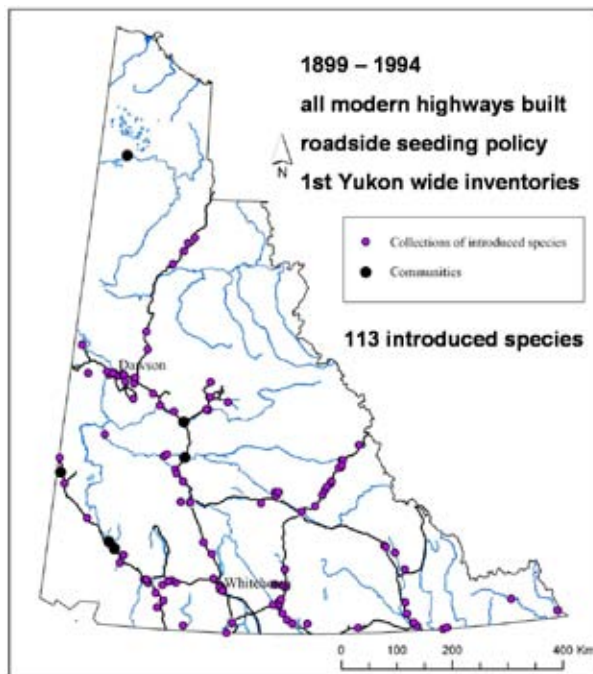 1899 – 1994
all modern highways built
roadside seeding policy
N
1st Yukon wide inventories
Collections of introduced species
Communities
113 introduced species
Dawson
Whitehorse
0 100 200 400 Km